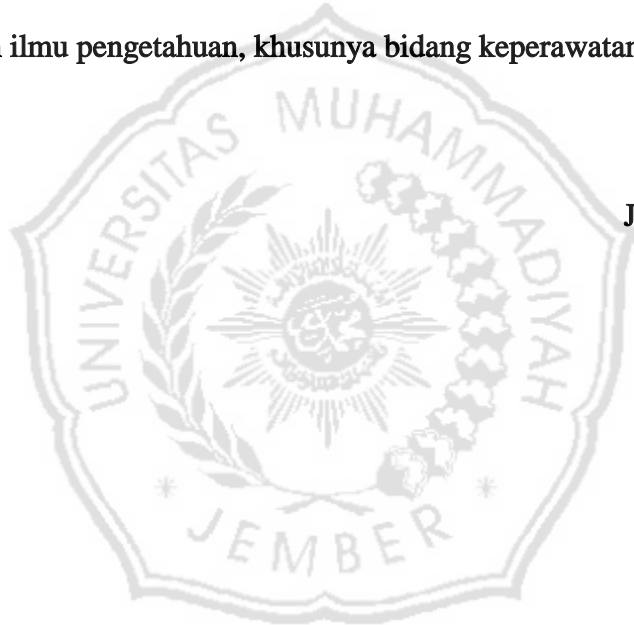 ilmu pengetahuan, khusunya bidang keperawatan
J
UNIVERSITAS MUHAMMADIYAH
JEMBER